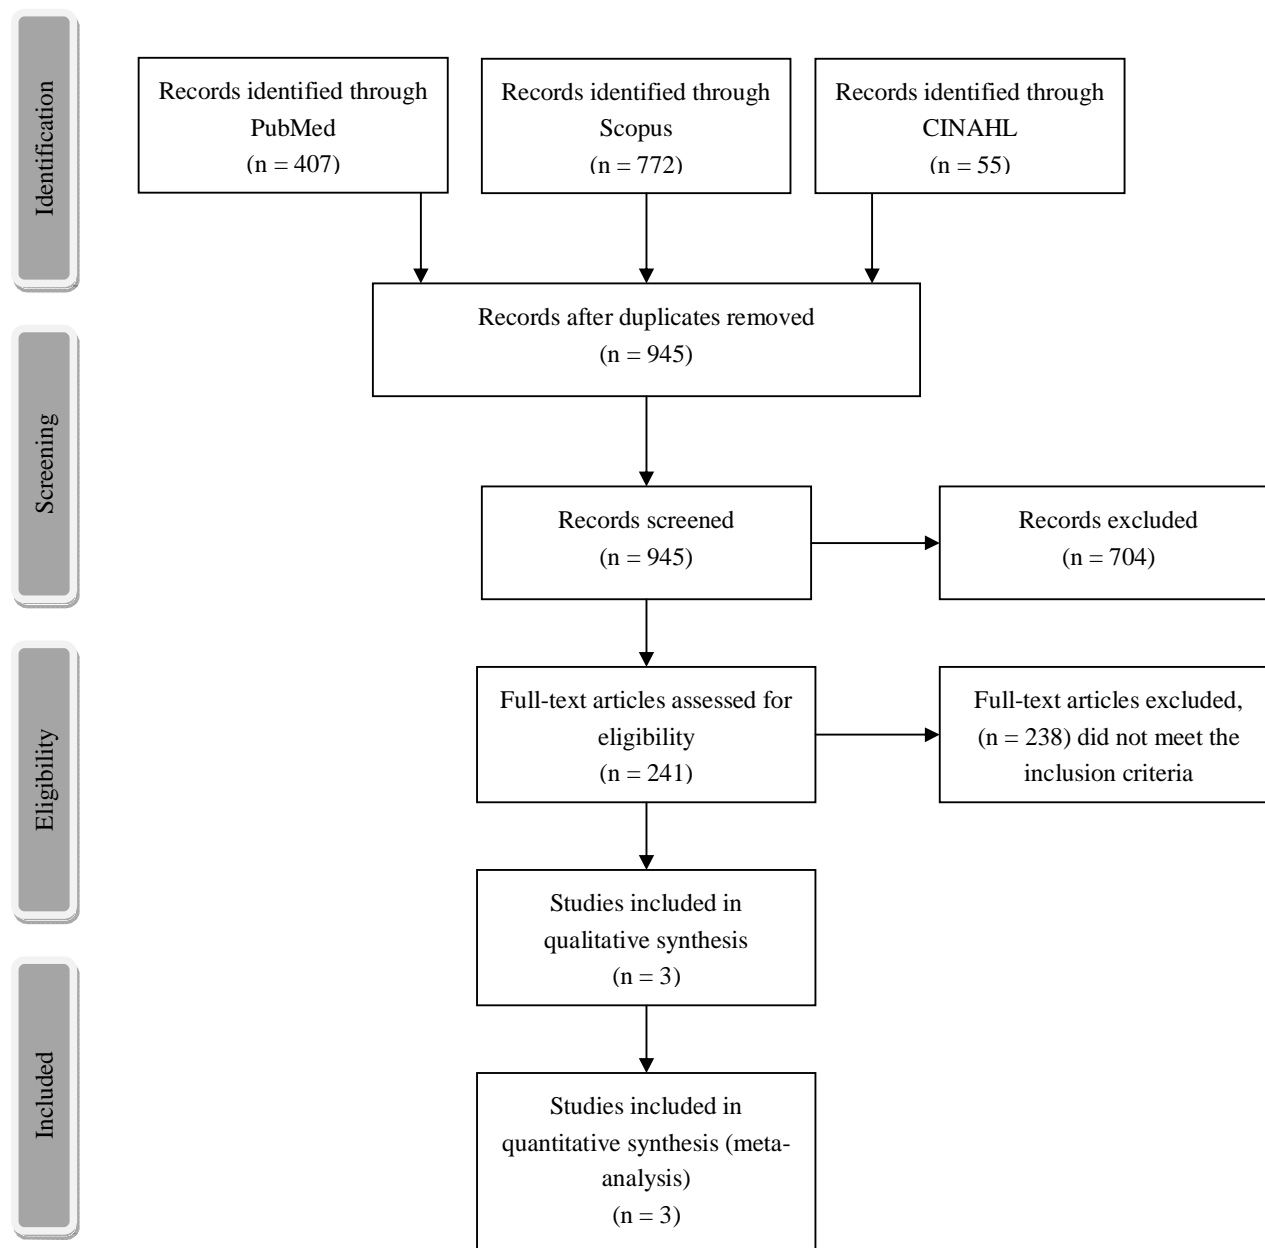 Identification
Records identified through
PubMed
(n = 407)
Records identified through
Scopus
(n = 772)
Records identified through
CINAHL
(n = 55)
Records after duplicates removed
(n = 945)
Screening
Records screened
(n = 945)
Records excluded
(n = 704)
Eligibility
Full-text articles assessed for
eligibility
(n = 241)
Full-text articles excluded,
(n = 238) did not meet the
inclusion criteria
Studies included in
qualitative synthesis
(n = 3)
Included
Studies included in
quantitative synthesis (meta-
analysis)
(n = 3)